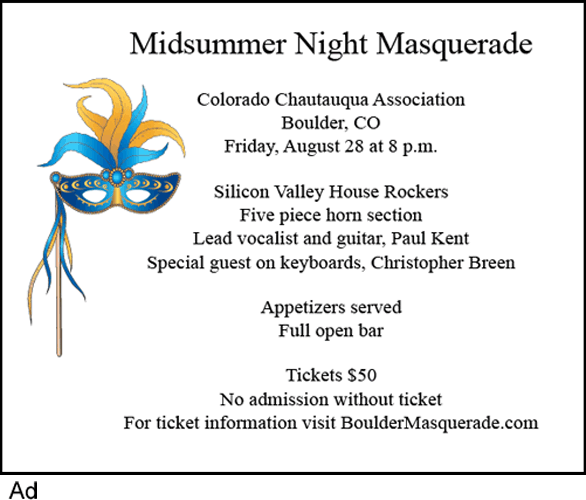 Midsummer Night Masquerade
Colorado Chautauqua Association
Boulder, CO
Friday, August 28 at 8 p.m.
Silicon Valley House Rockers
Five piece horn section
Lead vocalist and guitar, Paul Kent
Special guest on keyboards, Christopher Breen
Appetizers served
Full open bar
Tickets $50
No admission without ticket
For ticket information visit BoulderMasquerade.com
Ad